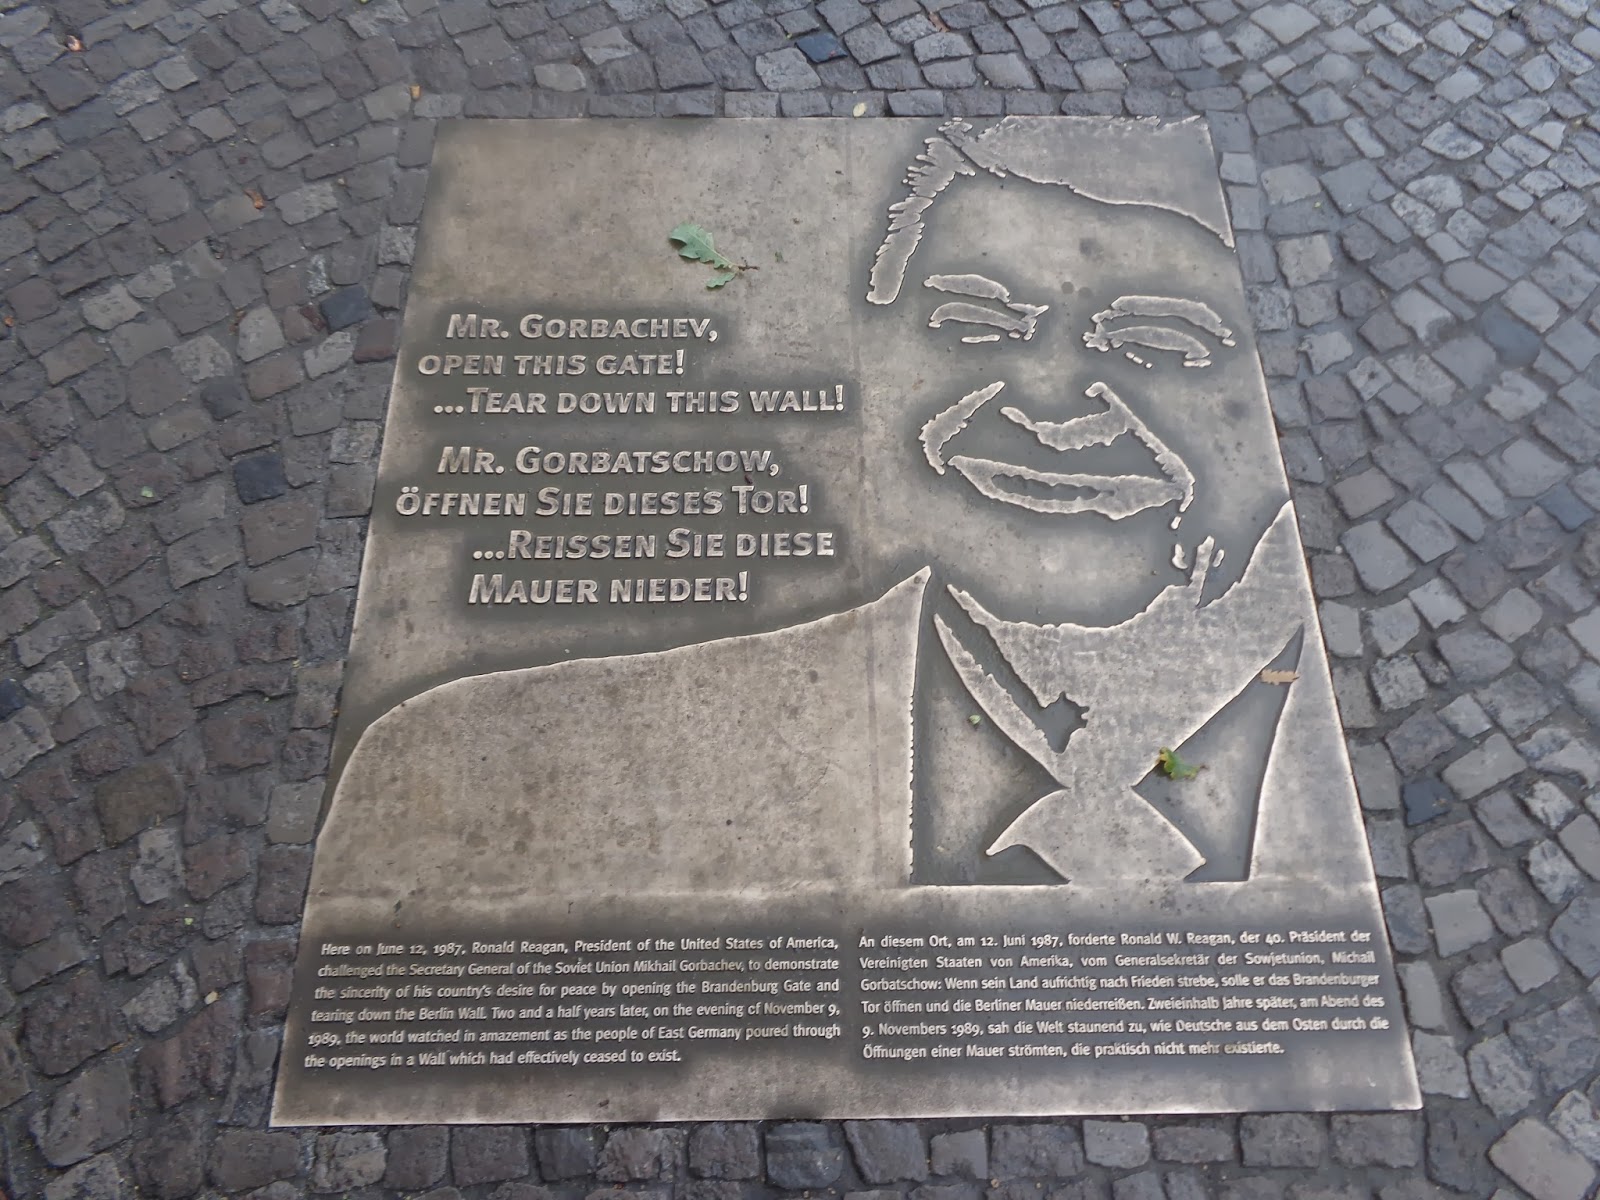 MR. GORBACHEV,
OPEN THIS GATE!
...TEAR DOWN THIS WALL!
MR. GORBATSCHOW,
ÖFFNEN SIE DIESES TOR!
...REISSEN SIE DIESE
MAUER NIEDER!
Here on June 12, 1987, Ronald Reagan, President of the United States of America,
challenged the Secretary General of the Soviet Union Mikhail Gorbachev, to demonstrate
the sincerity of his country's desire for peace by opening the Brandenburg Gate and
tearing down the Berlin Wall. Two and a half years later, on the evening of November 9,
1989, the world watched in amazement as the people of East Germany poured through
the openings in a Wall which had effectively ceased to exist.
An diesem Ort, am 12. Juni 1987, forderte Ronald W. Reagan, der 40. Präsident der
Vereinigten Staaten von Amerika, vom Generalsekretär der Sowjetunion, Michail
Gorbatschow: Wenn sein Land aufrichtig nach Frieden strebe, solle er das Brandenburger
Tor öffnen und die Berliner Mauer niederreißen. Zweieinhalb Jahre später, am Abend des
9. Novembers 1989, sah die Welt staunend zu, wie Deutsche aus dem Osten durch die
Öffnungen einer Mauer strömten, die praktisch nicht mehr existierte.